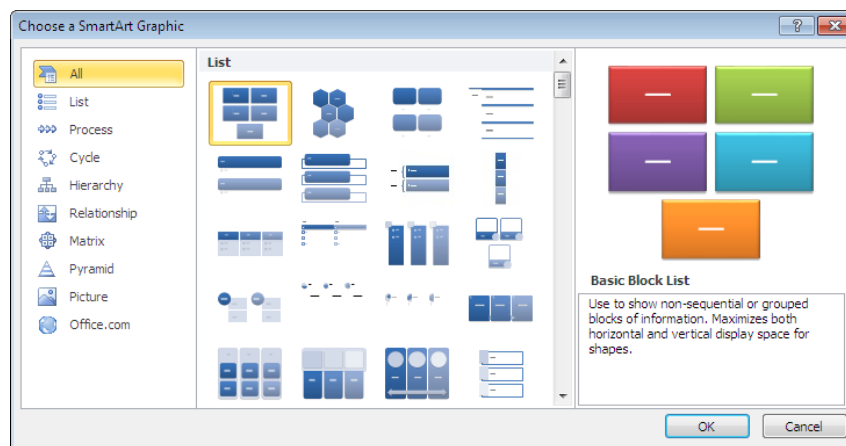 Choose a SmartArt Graphic
All
List
Process
Cycle
Hierarchy
Relationship
Matrix
Pyramid
Picture
Office.com
List
Basic Block List
Use to show non-sequential or grouped
blocks of information. Maximizes both
horizontal and vertical display space for
shapes.
OK
Cancel